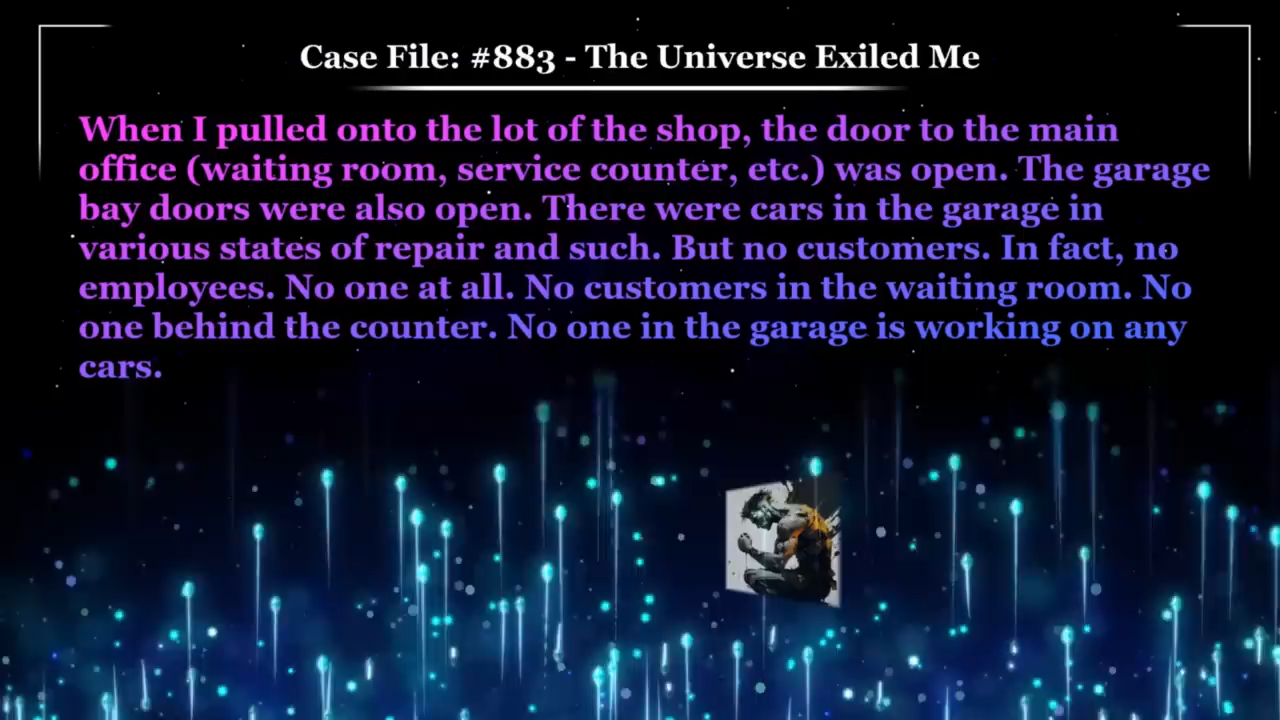 Case File: #883 - The Universe Exiled Me
When I pulled onto the lot of the shop, the door to the main
office (waiting room, service counter, etc.) was open. The garage
bay doors were also open. There were cars in the garage in
various states of repair and such. But no customers. In fact, no
employees. No one at all. No customers in the waiting room. No
one behind the counter. No one in the garage is working on any
cars.